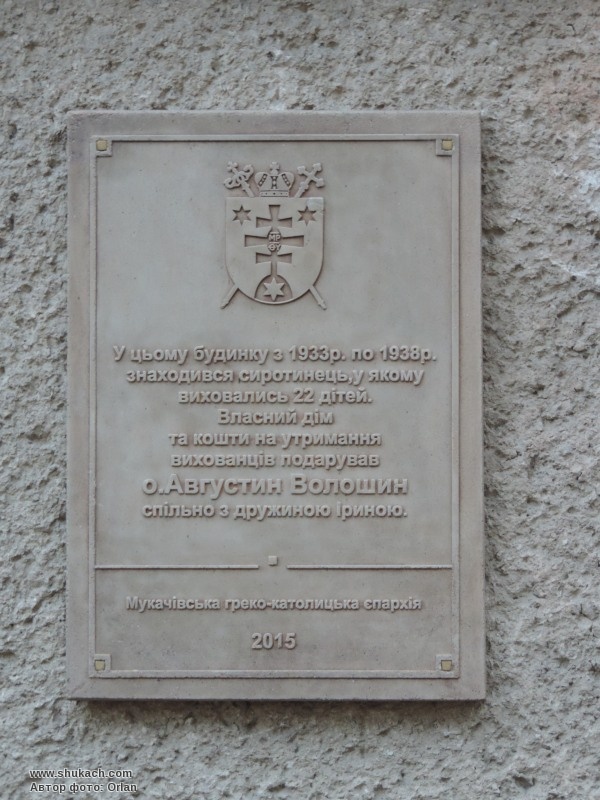 У цьому будинку з 1933р. по 1938р.
знаходився сиротинець,у якому
виховались 22 дітей.
Власний дім
та кошти на утримання
вихованців подарував
о..Августин Волошин
спільно з дружиною Іриною.
Мукачівська греко-католицька єпархія
2015
www.shukach.com
Автор фото: Orlan